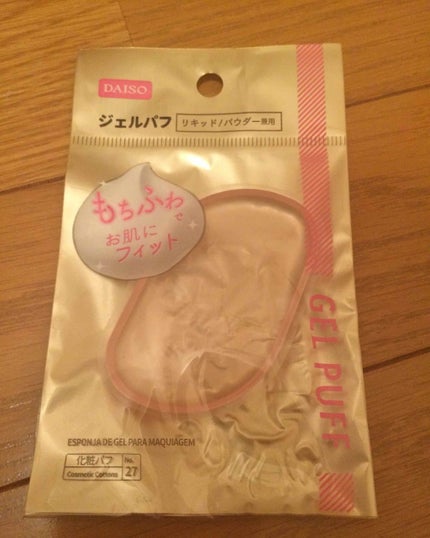 DAISO
ジェルパフ リキッド/パウダー兼用
もちふわで
お肌に
フィット
GEL PUFF
ESPONJA DE GEL PARA MAQUIAGEM
化粧パフ No.
Cosmetic Cottons 27